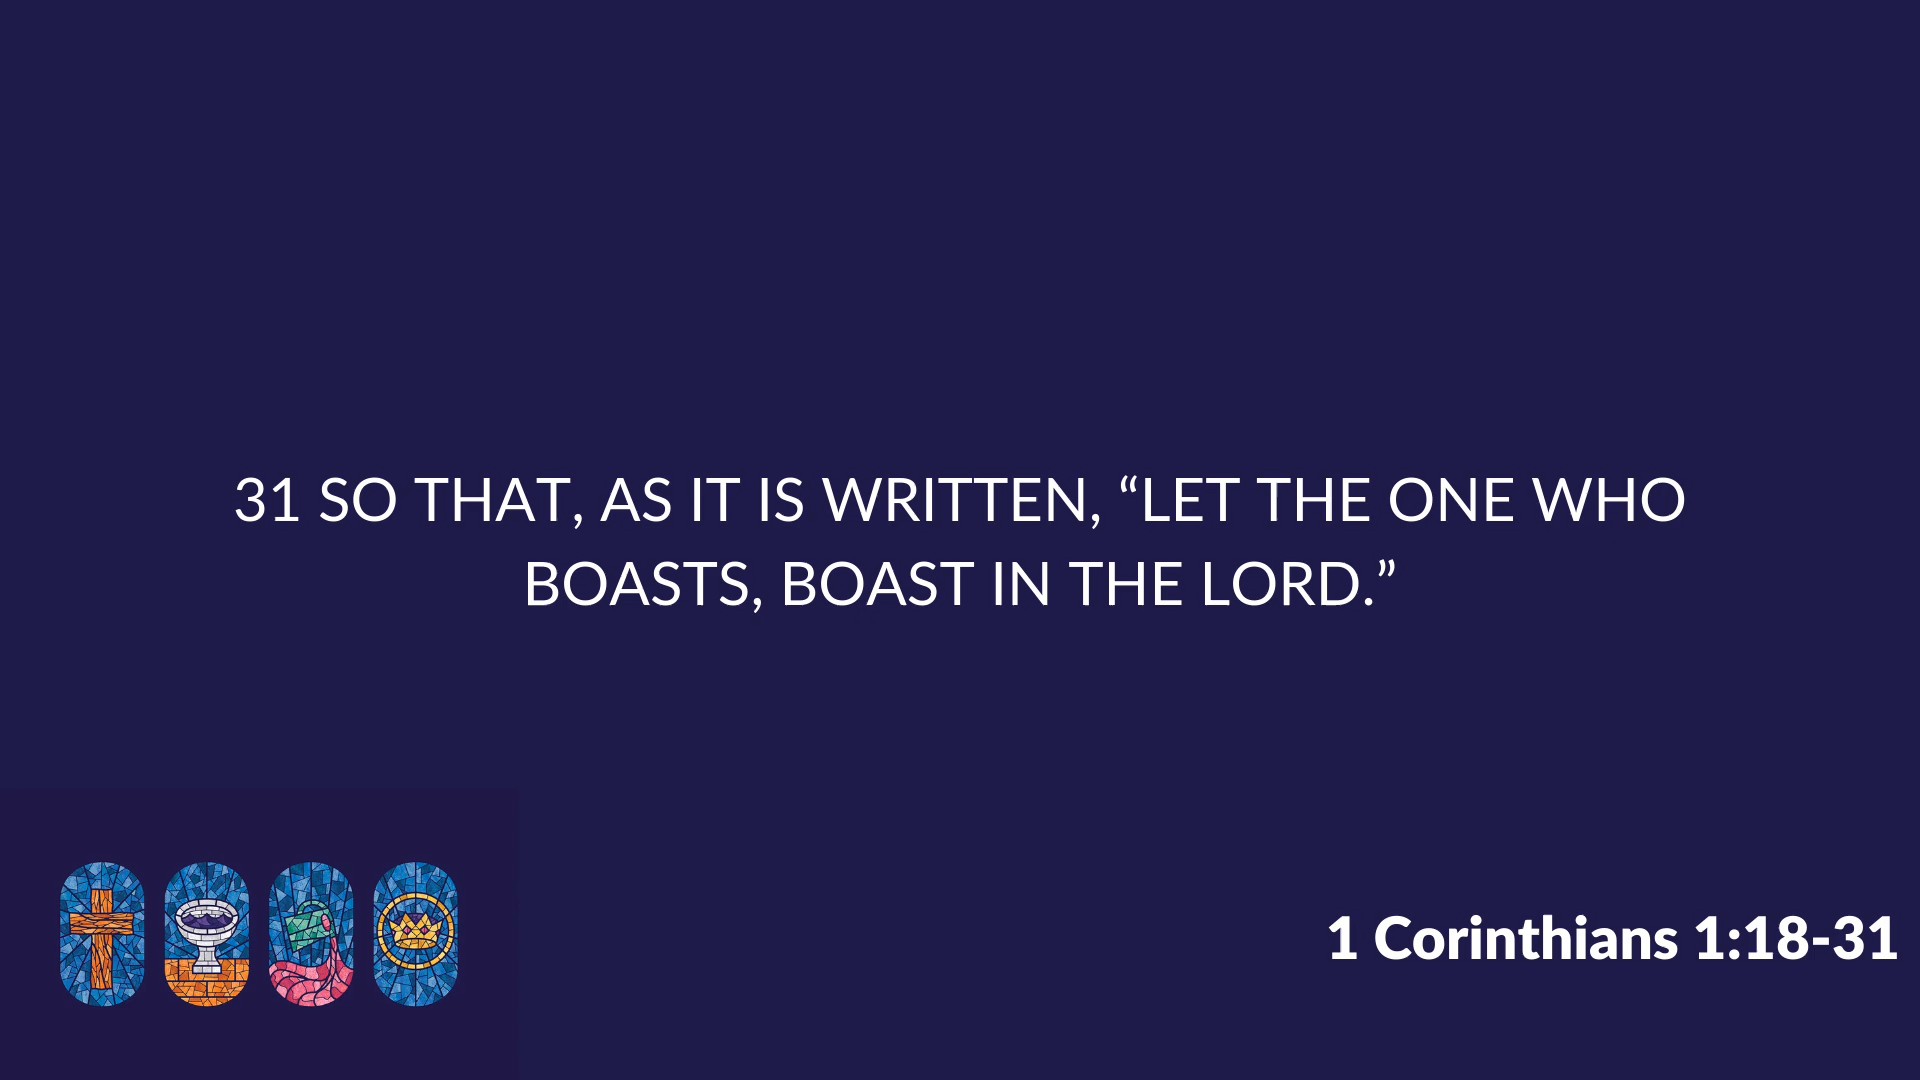 31 SO THAT, AS IT IS WRITTEN, “LET THE ONE WHO
BOASTS, BOAST IN THE LORD.”
1 Corinthians 1:18-31